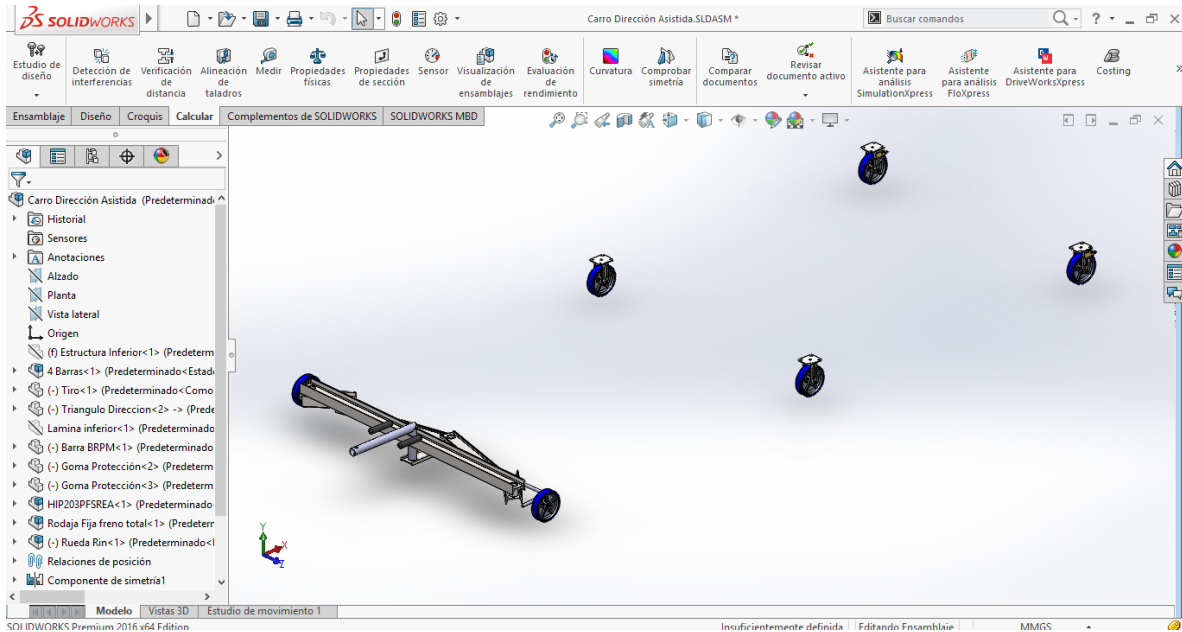 SOLIDWORKS
Carro Dirección Asistida.SLDASM *
Buscar comandos
Estudio de diseño
Detección de interferencias
Verificación de distancia
Alineación de taladros
Medir
Propiedades físicas
Propiedades de sección
Sensor
Visualización de ensamblajes
Evaluación de rendimiento
Curvatura
Comprobar simetría
Comparar documentos
Revisar documento activo
Asistente para análisis SimulationXpress
Asistente para análisis FloXpress
Asistente para DriveWorksXpress
Costing
Ensamblaje
Diseño
Croquis
Calcular
Complementos de SOLIDWORKS
SOLIDWORKS MBD
Carro Dirección Asistida (Predeterminad
Historial
Sensores
Anotaciones
Alzado
Planta
Vista lateral
Origen
(f) Estructura Inferior<1> (Predeterm
4 Barras<1> (Predeterminado<Estad
(-) Tiro<1> (Predeterminado<Como
(-) Triangulo Direccion<2> -> (Prede
Lamina inferior<1> (Predeterminado
(-) Barra BRPM<1> (Predeterminado
(-) Goma Protección<2> (Predeterm
(-) Goma Protección<3> (Predeterm
HIP203PFSREA<1> (Predeterminado
Rodaja Fija freno total<1> (Predeterr
(-) Rueda Rin<1> (Predeterminado<l
Relaciones de posición
Componente de simetría1
Y
X
Z
Modelo
Vistas 3D
Estudio de movimiento 1
SOLIDWORKS Premium 2016 x64 Edition
Insuficientemente definida
Editando Ensamblaje
MMGS